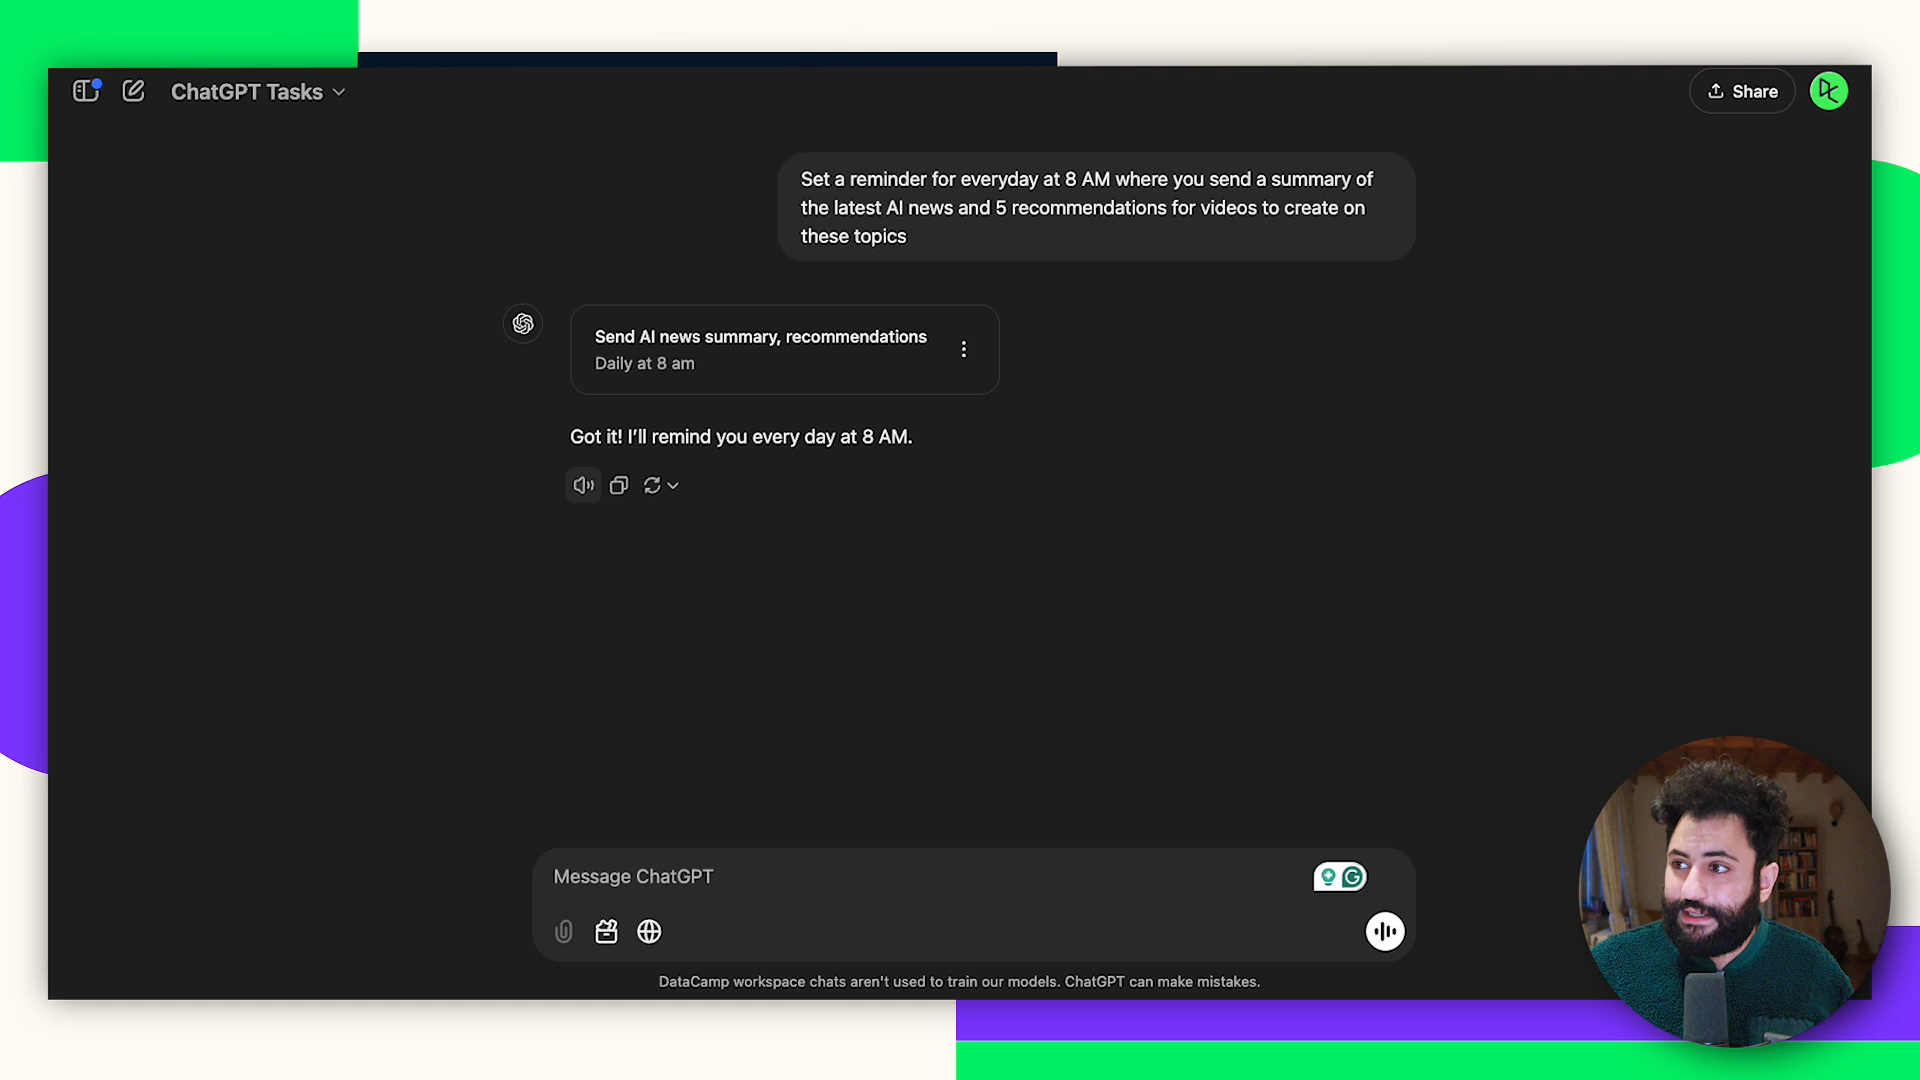 ChatGPT Tasks
Share
Set a reminder for everyday at 8 AM where you send a summary of
the latest AI news and 5 recommendations for videos to create on
these topics
Send AI news summary, recommendations
Daily at 8 am
Got it! I’ll remind you every day at 8 AM.
Message ChatGPT
DataCamp workspace chats aren't used to train our models. ChatGPT can make mistakes.